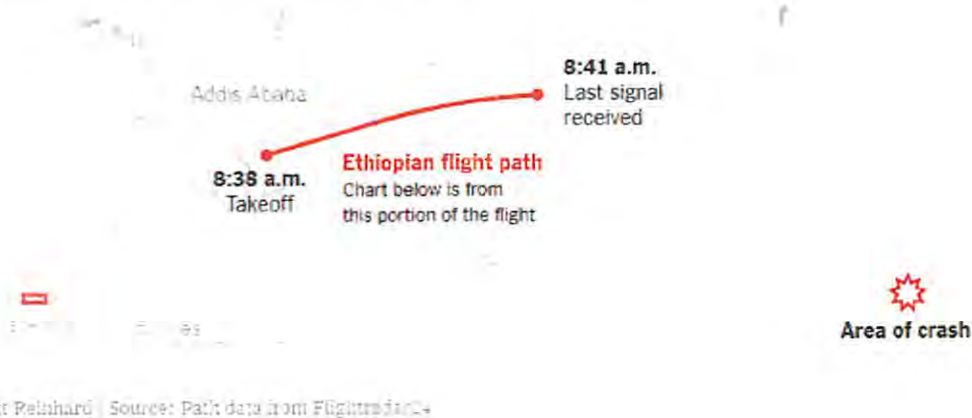 8:41 a.m.
Last signal
received
Addis Ababa
Ethiopian flight path
Chart below is from
this portion of the flight
8:38 a.m.
Takeoff
Area of crash
Reinhard | Source: Path data from Flightradar24